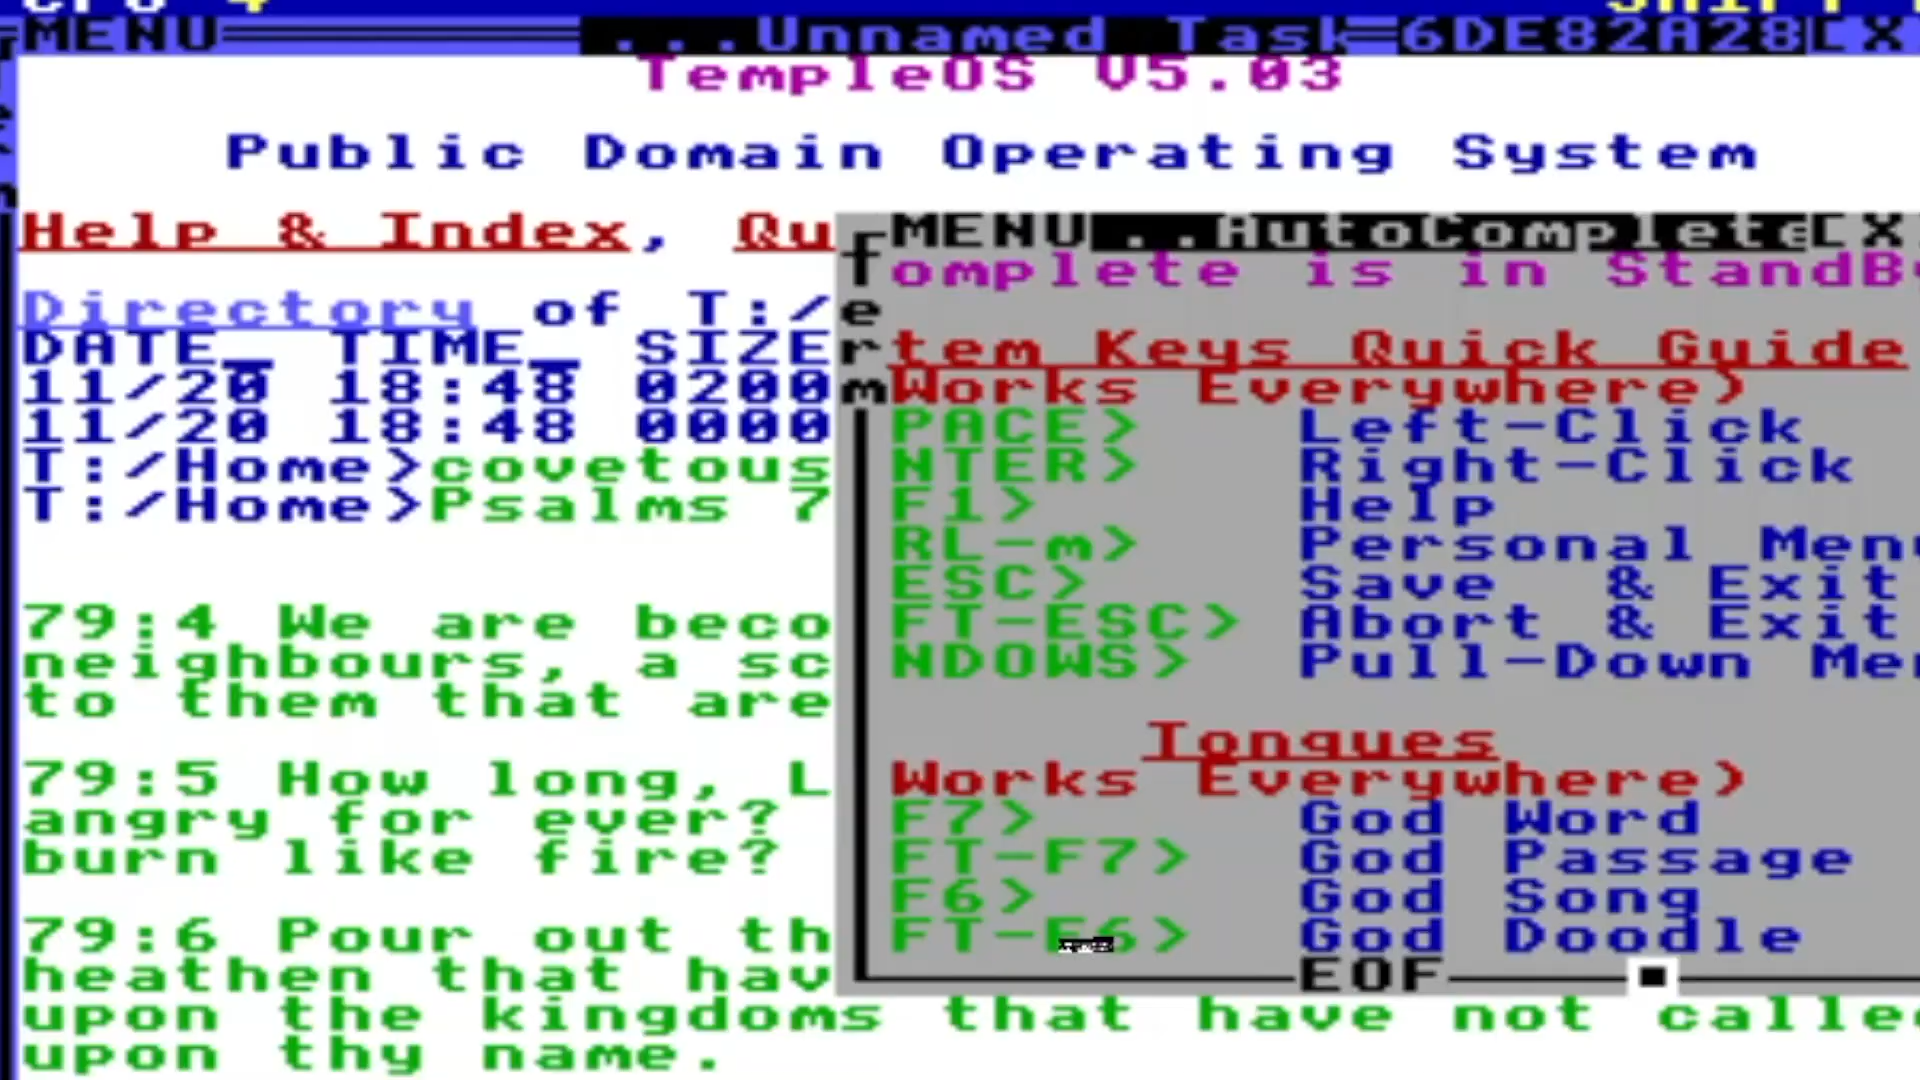 CPU 4 SHIFT
MENU ...Unnamed Task 6DE82A28[X
TempleOS V5.03
Public Domain Operating System
Help & Index, Qu
MENU ..AutoComplete[X
omplete is in StandB
Directory of T:/
DATE_ TIME_ SIZE
tem Keys Quick Guide
11/20 18:48 0200
Works Everywhere)
11/20 18:48 0000
PACE> Left-Click
T:/Home>covetous
NTER> Right-Click
T:/Home>Psalms 7
F1> Help
RL-m> Personal Men
ESC> Save & Exit
79:4 We are beco
FT-ESC> Abort & Exit
neighbours, a sc
NDOWS> Pull-Down Me
to them that are
Tongues
79:5 How long, L
Works Everywhere)
angry for ever?
F7> God Word
burn like fire?
FT-F7> God Passage
F6> God Song
79:6 Pour out th
FT-F6> God Doodle
heathen that hav
EOF
upon the kingdoms that have not calle
upon thy name.